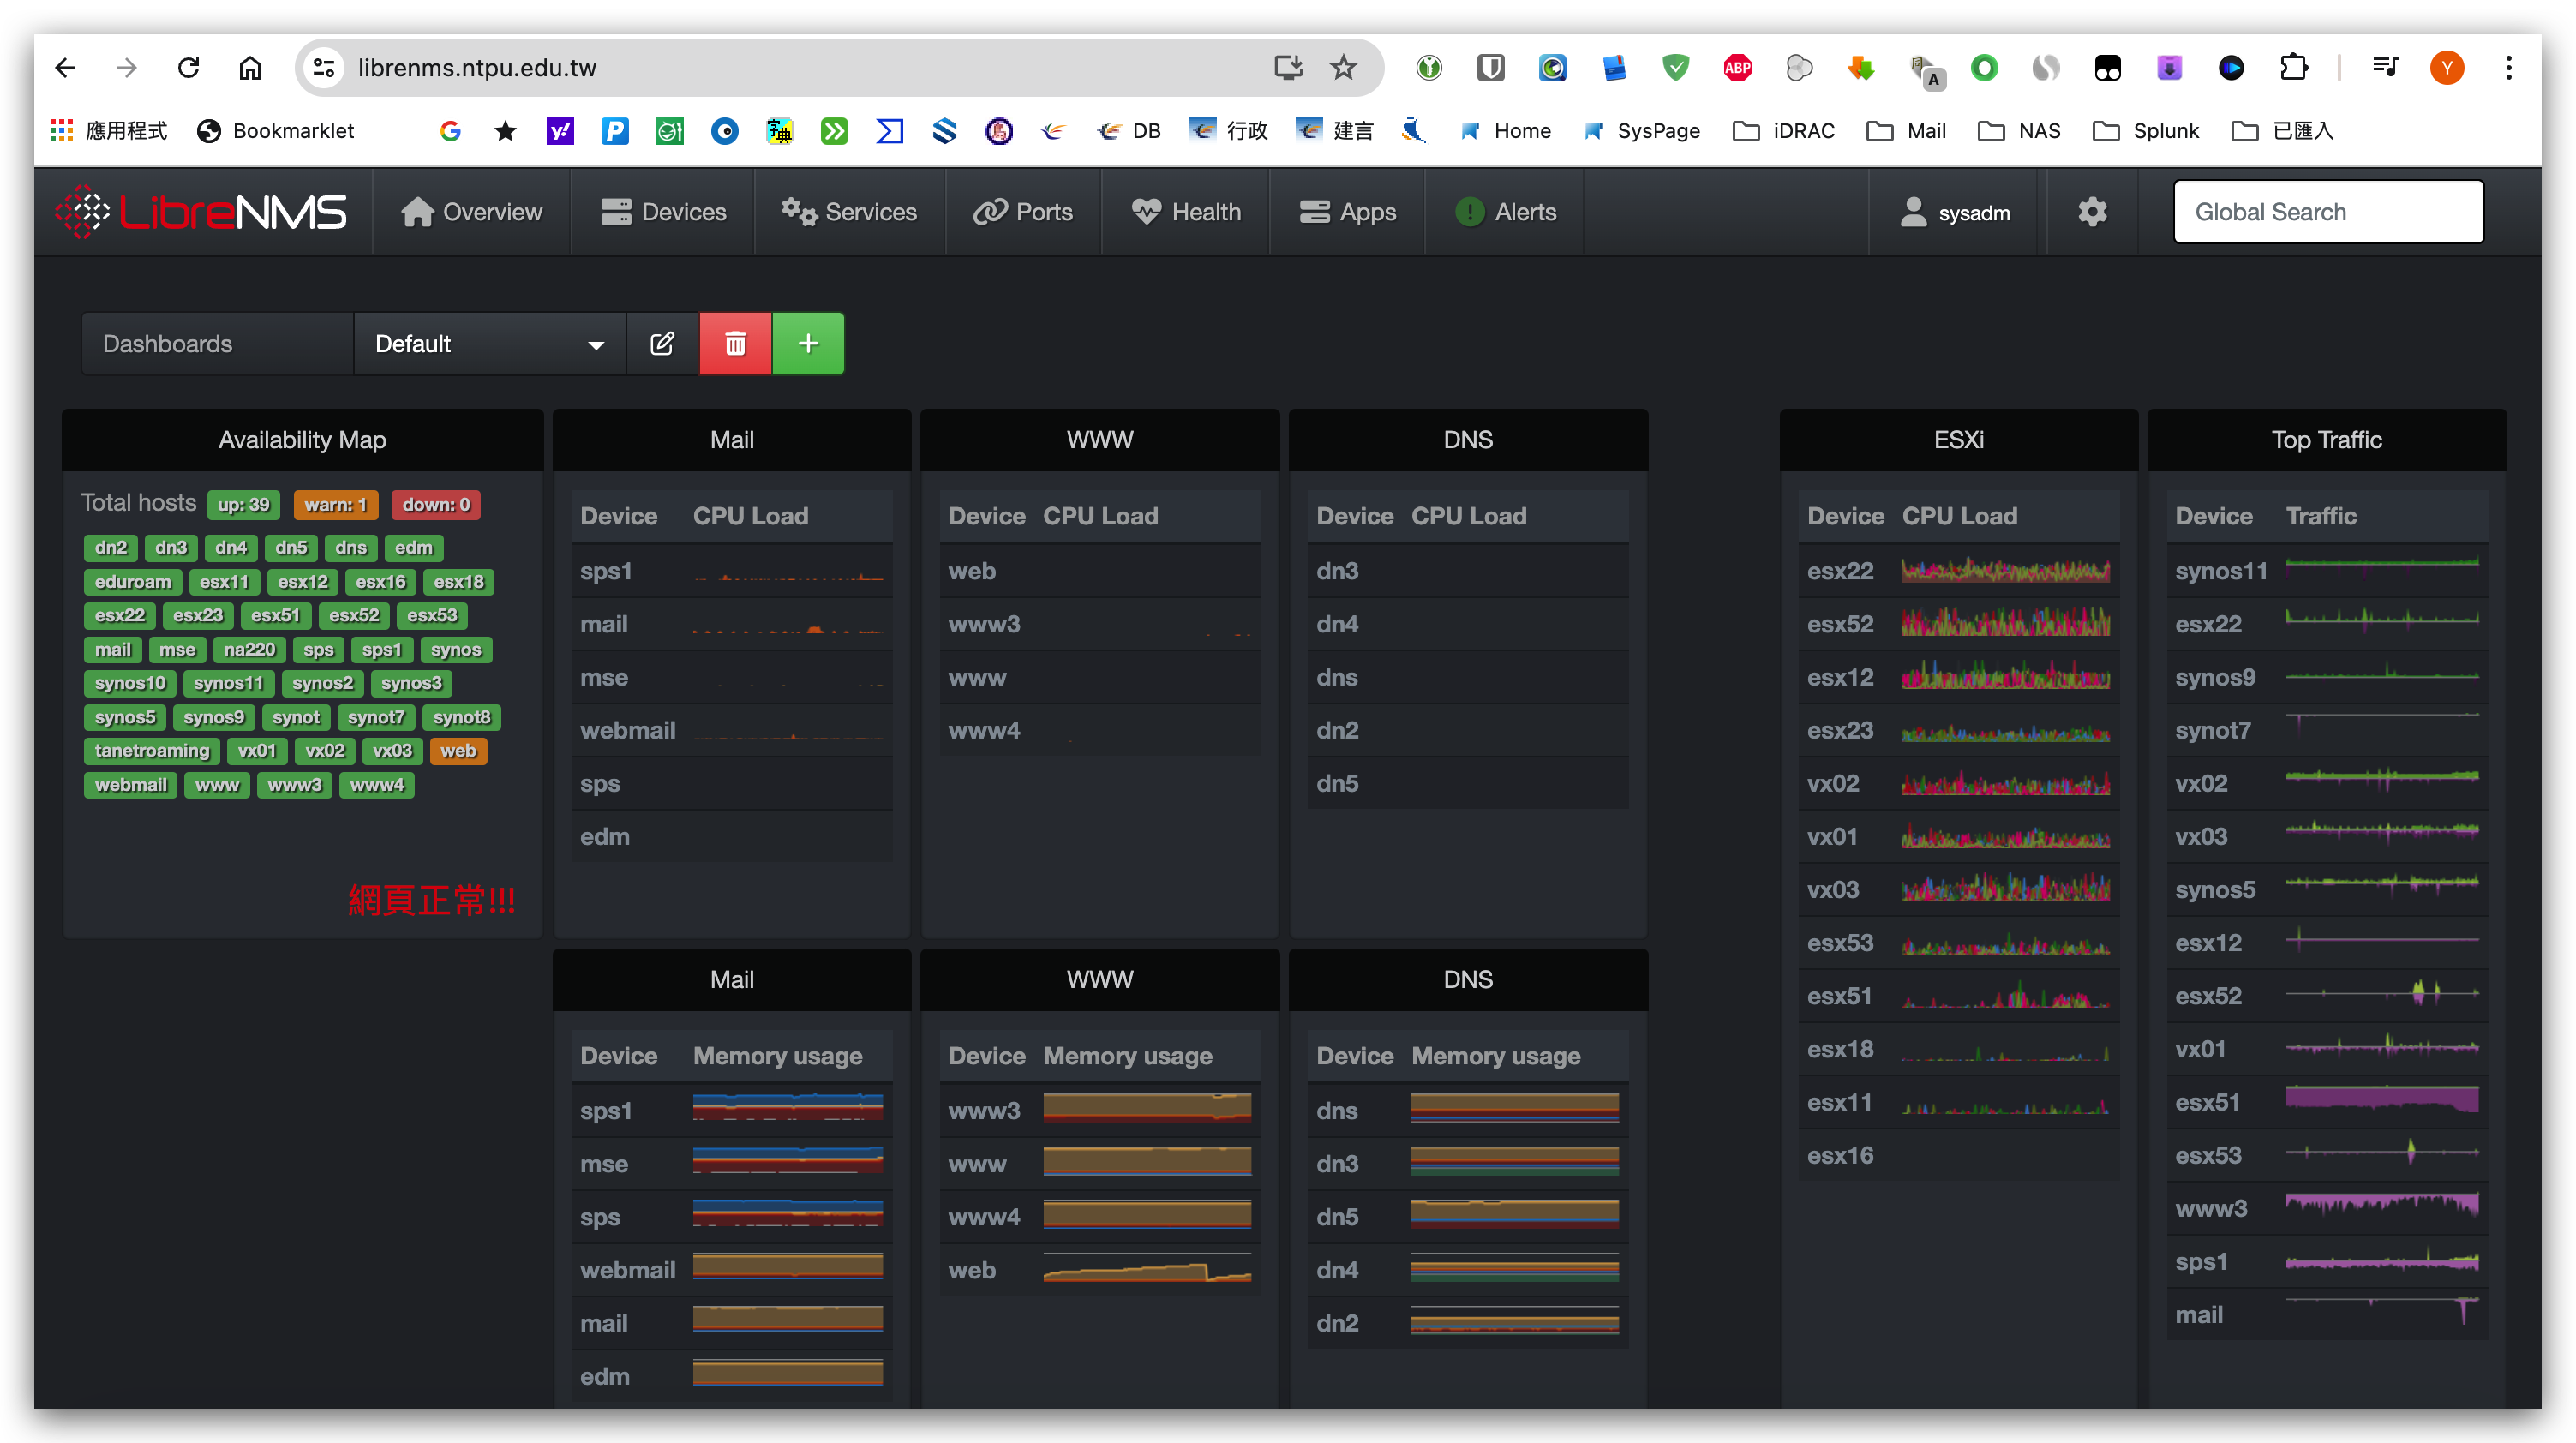 librenms.ntpu.edu.tw
ABP
A
Y
應用程式 Bookmarklet 字典 DB 行政 建言 Home SysPage iDRAC Mail NAS Splunk 已匯入
LibreNMS Overview Devices Services Ports Health Apps Alerts sysadm Global Search
Dashboards Default
Availability Map
Total hosts up: 39 warn: 1 down: 0
dn2 dn3 dn4 dn5 dns edm
eduroam esx11 esx12 esx16 esx18
esx22 esx23 esx51 esx52 esx53
mail mse na220 sps sps1 synos
synos10 synos11 synos2 synos3
synos5 synos9 synot synot7 synot8
tanetroaming vx01 vx02 vx03 web
webmail www www3 www4
網頁正常!!!
Mail
Device CPU Load
sps1
mail
mse
webmail
sps
edm
WWW
Device CPU Load
web
www3
www
www4
DNS
Device CPU Load
dn3
dn4
dns
dn2
dn5
ESXi
Device CPU Load
esx22
esx52
esx12
esx23
vx02
vx01
vx03
esx53
esx51
esx18
esx11
esx16
Top Traffic
Device Traffic
synos11
esx22
synos9
synot7
vx02
vx03
synos5
esx12
esx52
vx01
esx51
esx53
www3
sps1
mail
Mail
Device Memory usage
sps1
mse
sps
webmail
mail
edm
WWW
Device Memory usage
www3
www
www4
web
DNS
Device Memory usage
dns
dn3
dn5
dn4
dn2